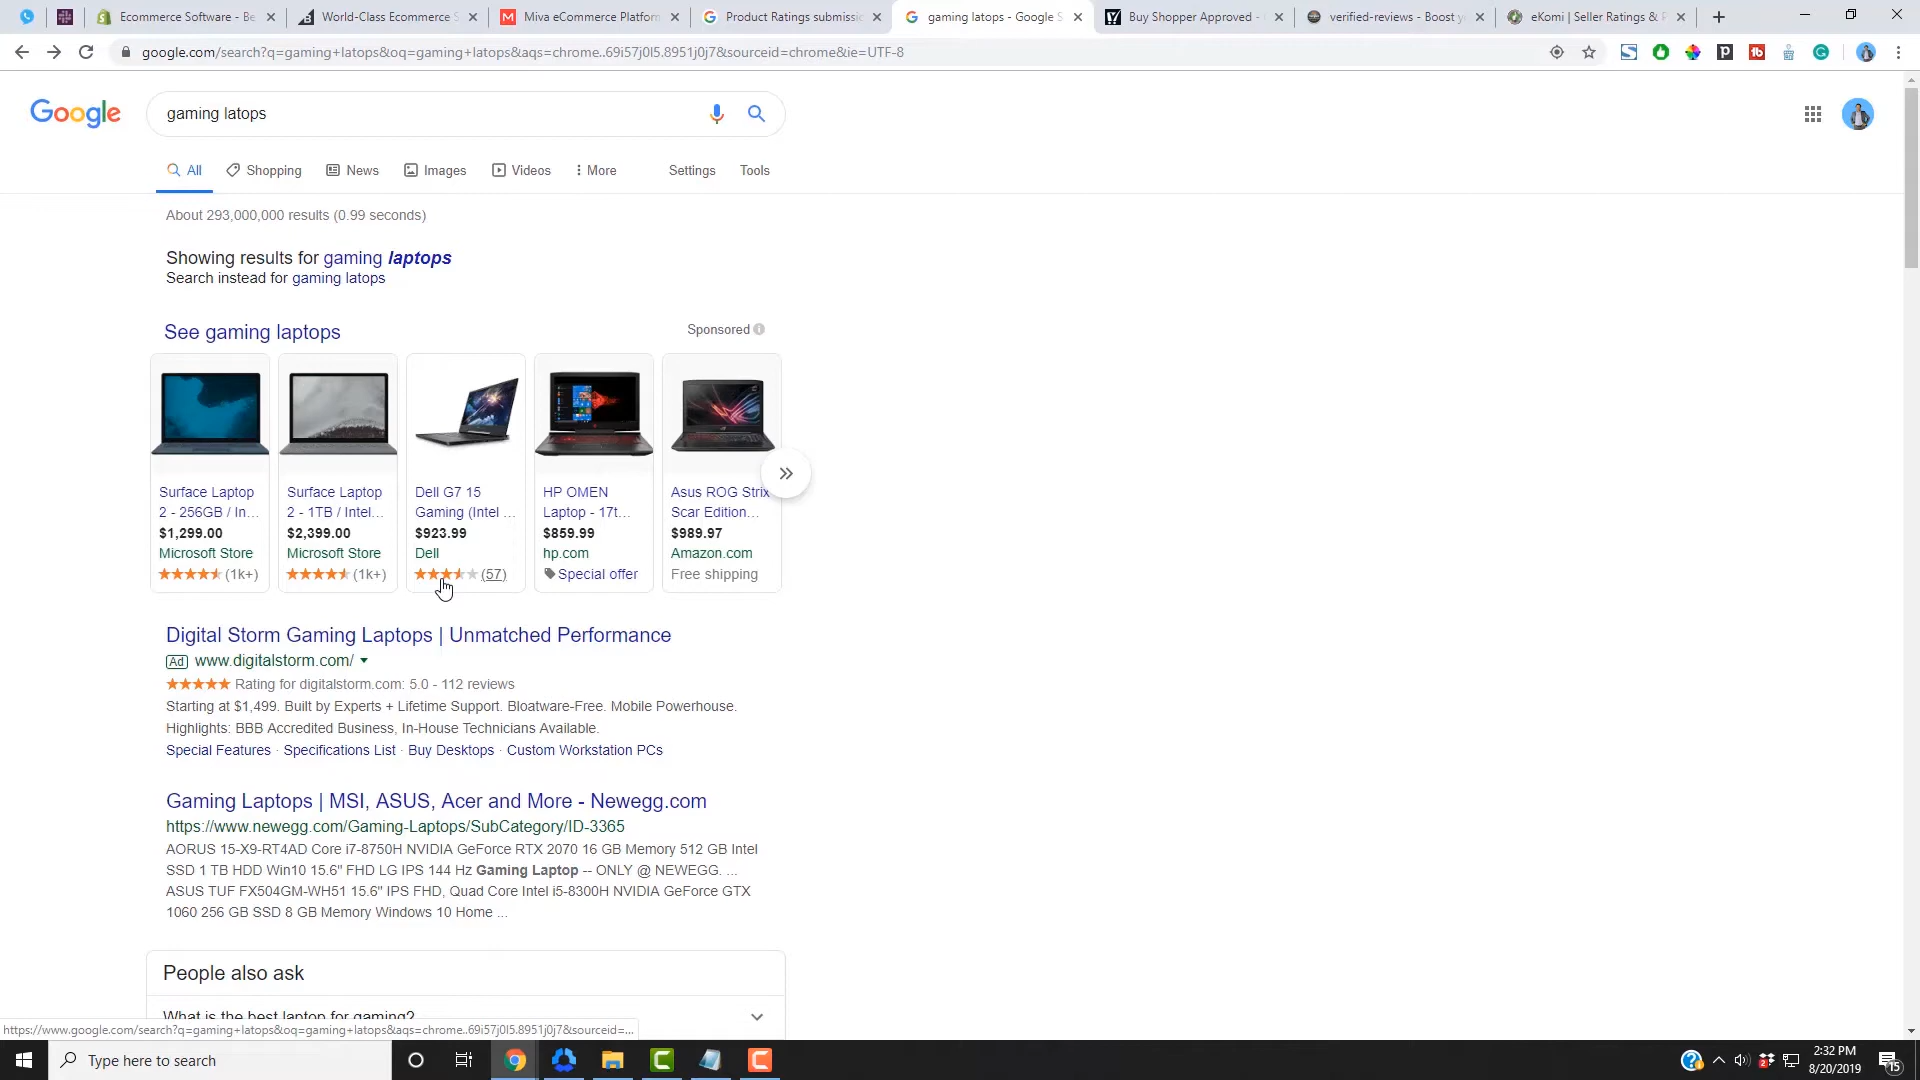 Ecommerce Software - Be
World-Class Ecommerce S
Miva eCommerce Platform
Product Ratings submissic
gaming latops - Google S
Buy Shopper Approved -
verified-reviews - Boost y
eKomi | Seller Ratings & P
google.com/search?q=gaming+latops&oq=gaming+latops&aqs=chrome..69i57j0l5.8951j0j7&sourceid=chrome&ie=UTF-8
Google
gaming latops
All
Shopping
News
Images
Videos
More
Settings
Tools
About 293,000,000 results (0.99 seconds)
Showing results for gaming laptops
Search instead for gaming latops
See gaming laptops
Sponsored
Surface Laptop
2 - 256GB / In...
$1,299.00
Microsoft Store
(1k+)
Surface Laptop
2 - 1TB / Intel...
$2,399.00
Microsoft Store
(1k+)
Dell G7 15
Gaming (Intel ...
$923.99
Dell
(57)
HP OMEN
Laptop - 17t...
$859.99
hp.com
Special offer
Asus ROG Strix
Scar Edition...
$989.97
Amazon.com
Free shipping
Digital Storm Gaming Laptops | Unmatched Performance
Ad www.digitalstorm.com/
Rating for digitalstorm.com: 5.0 - 112 reviews
Starting at $1,499. Built by Experts + Lifetime Support. Bloatware-Free. Mobile Powerhouse.
Highlights: BBB Accredited Business, In-House Technicians Available.
Special Features · Specifications List · Buy Desktops · Custom Workstation PCs
Gaming Laptops | MSI, ASUS, Acer and More - Newegg.com
https://www.newegg.com/Gaming-Laptops/SubCategory/ID-3365
AORUS 15-X9-RT4AD Core i7-8750H NVIDIA GeForce RTX 2070 16 GB Memory 512 GB Intel
SSD 1 TB HDD Win10 15.6" FHD LG IPS 144 Hz Gaming Laptop -- ONLY @ NEWEGG. ...
ASUS TUF FX504GM-WH51 15.6" IPS FHD, Quad Core Intel i5-8300H NVIDIA GeForce GTX
1060 256 GB SSD 8 GB Memory Windows 10 Home ...
People also ask
What is the best laptop for gaming?
https://www.google.com/search?q=gaming+latops&oq=gaming+latops&aqs=chrome..69i57j0l5.8951j0j7&sourceid=...
Type here to search
2:32 PM
8/20/2019
15